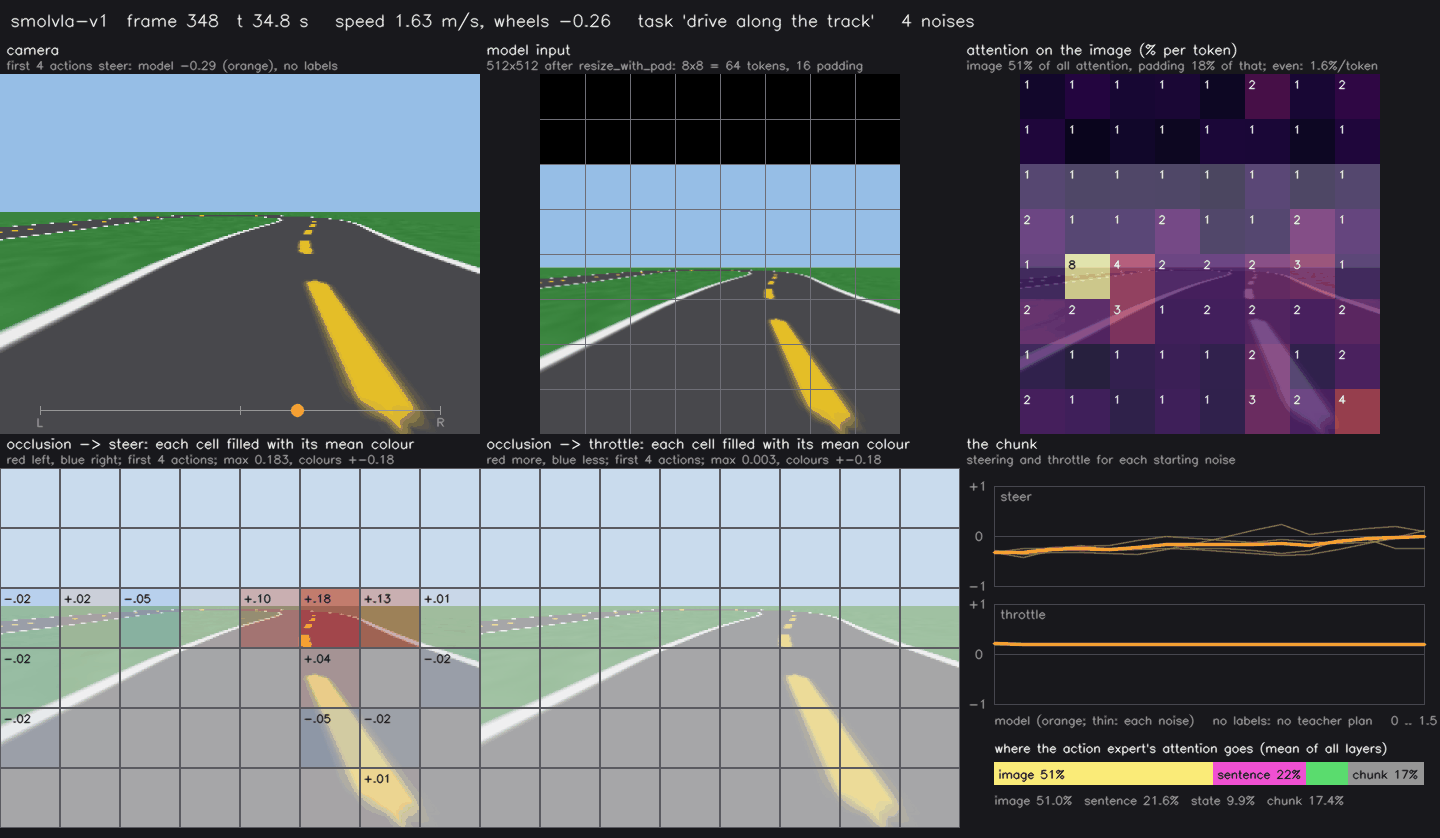 smolvla-v1 frame 348 t 34.8 s speed 1.63 m/s, wheels −0.26 task 'drive along the track' 4 noises
camera
first 4 actions steer: model −0.29 (orange), no labels
L
R
model input
512x512 after resize_with_pad: 8x8 = 64 tokens, 16 padding
attention on the image (% per token)
image 51% of all attention, padding 18% of that; even: 1.6%/token
1 1 1 1 1 2 1 2
1 1 1 1 1 1 1 1
1 1 1 1 1 1 1 1
2 1 1 2 1 1 2 1
1 8 4 2 2 2 3 1
2 2 3 1 2 2 2 2
1 1 1 1 1 2 1 2
2 1 1 1 1 3 2 4
occlusion −> steer: each cell filled with its mean colour
red left, blue right; first 4 actions; max 0.183, colours +−0.18
−.02 +.02 −.05 +.10 +.18 +.13 +.01
−.02 +.04 −.02
−.02 −.05 −.02
+.01
occlusion −> throttle: each cell filled with its mean colour
red more, blue less; first 4 actions; max 0.003, colours +−0.18
the chunk
steering and throttle for each starting noise
+1
steer
0
−1
+1
throttle
0
−1
model (orange; thin: each noise) no labels: no teacher plan 0 .. 1.5
where the action expert's attention goes (mean of all layers)
image 51% sentence 22% chunk 17%
image 51.0% sentence 21.6% state 9.9% chunk 17.4%